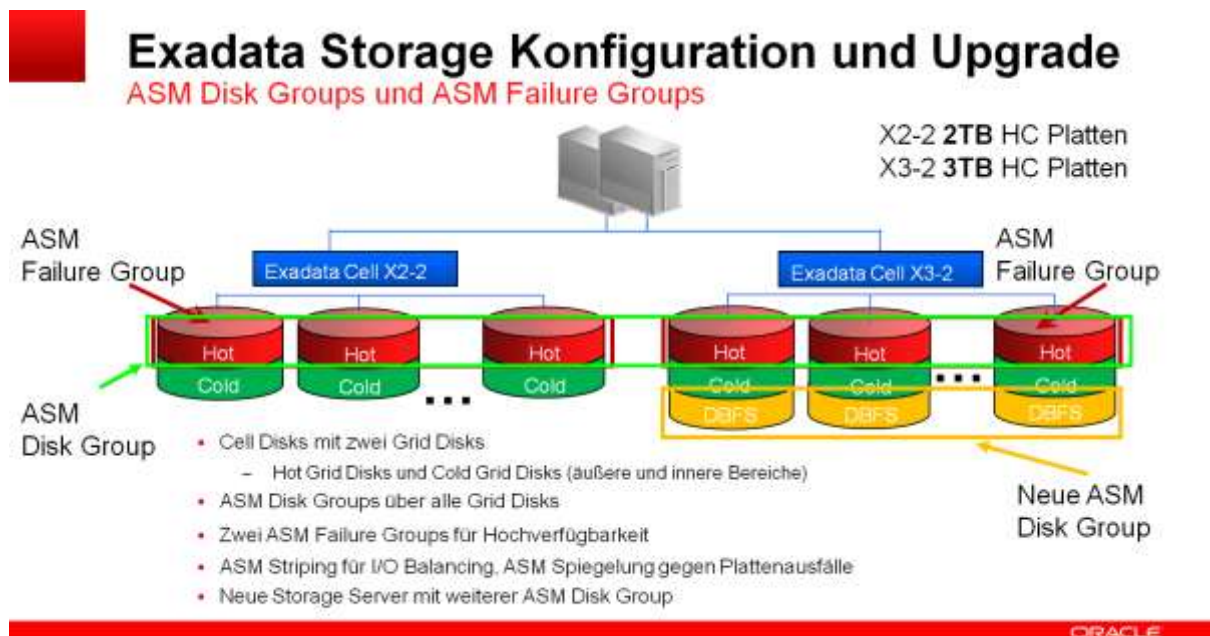 Exadata Storage Konfiguration und Upgrade
ASM Disk Groups und ASM Failure Groups
X2-2 2TB HC Platten
X3-2 3TB HC Platten
ASM
Failure Group
Exadata Cell X2-2
Exadata Cell X3-2
ASM
Failure Group
Hot Hot Hot Hot Hot Hot
Cold Cold ... Cold Cold Cold ... Cold
DBFS DBFS DBFS
ASM
Disk Group
• Cell Disks mit zwei Grid Disks
– Hot Grid Disks und Cold Grid Disks (äußere und innere Bereiche)
• ASM Disk Groups über alle Grid Disks
• Zwei ASM Failure Groups für Hochverfügbarkeit
• ASM Striping für I/O Balancing, ASM Spiegelung gegen Plattenausfälle
• Neue Storage Server mit weiterer ASM Disk Group
Neue ASM
Disk Group
ORACLE